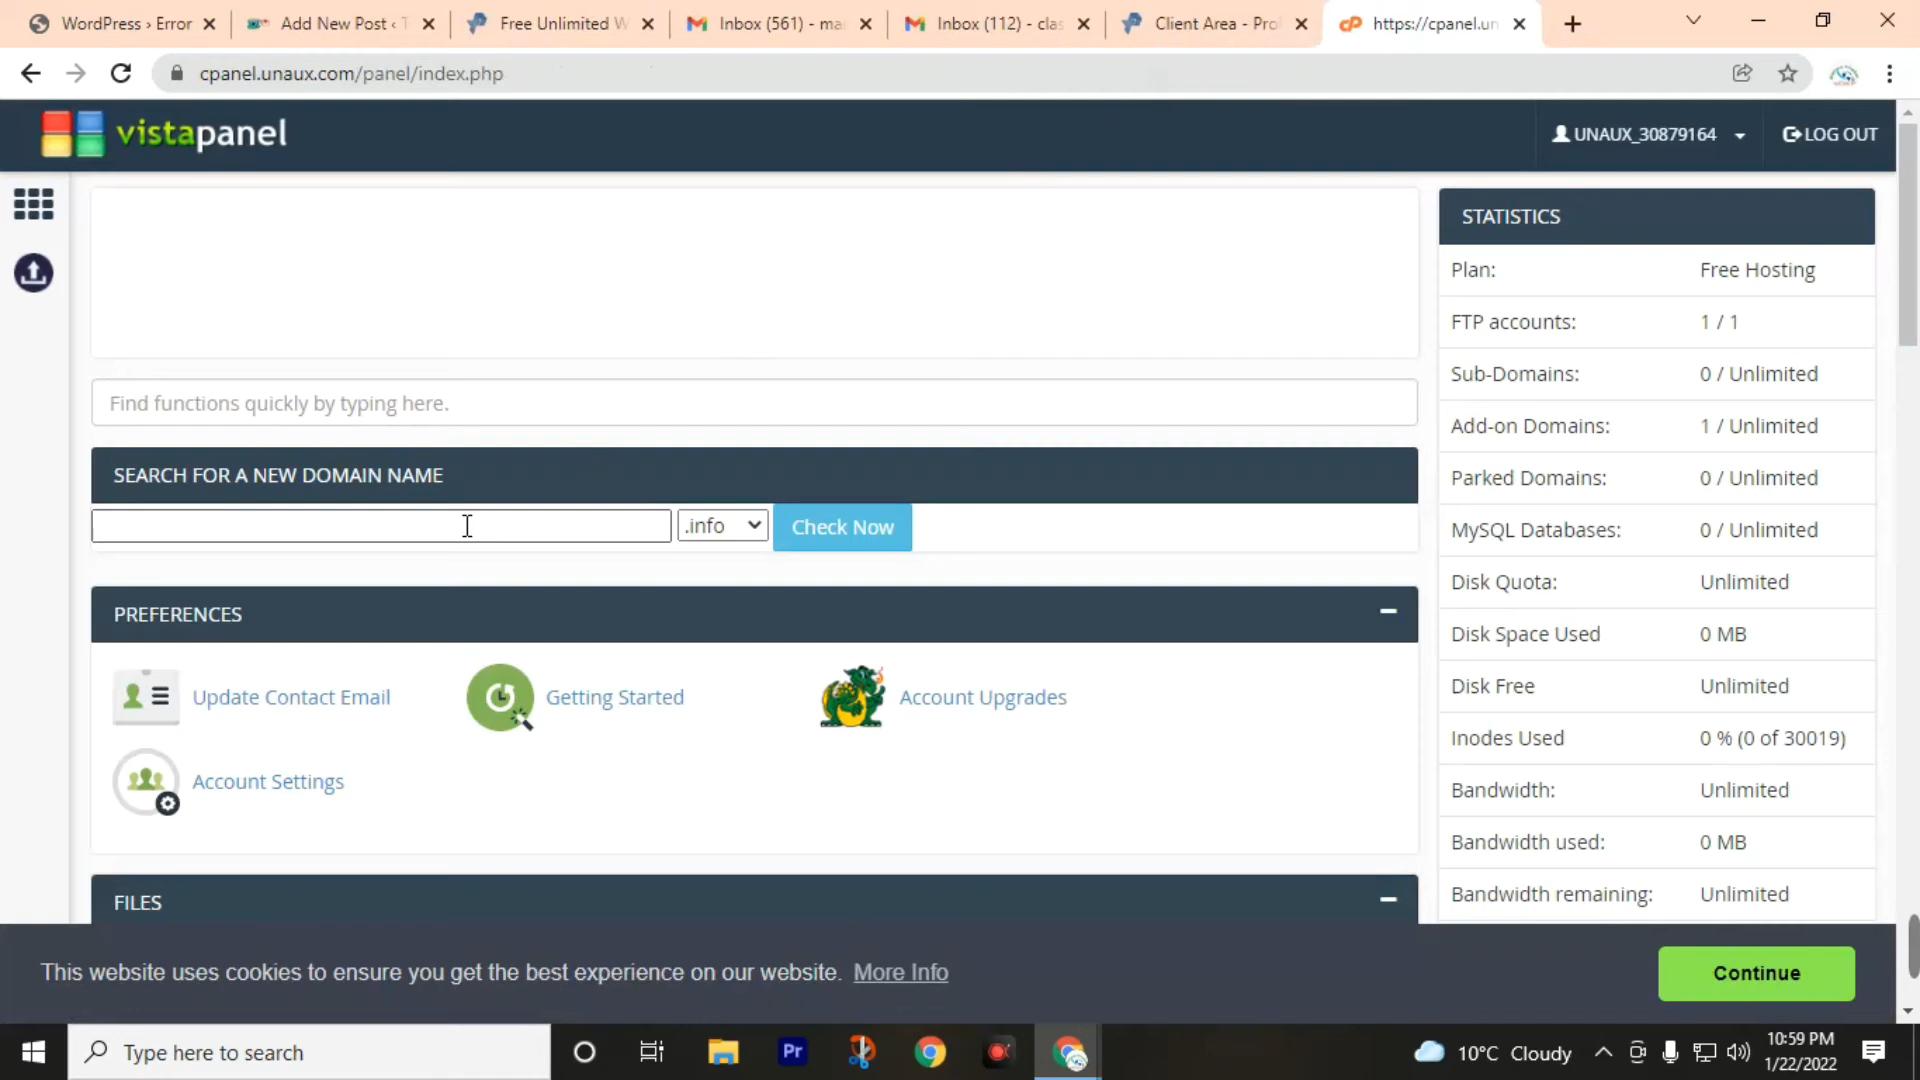 WordPress › Error
Add New Post ‹ T
Free Unlimited W
Inbox (561) - ma
Inbox (112) - clas
Client Area - Pro
https://cpanel.un
cpanel.unaux.com/panel/index.php
vistapanel
UNAUX_30879164
LOG OUT
Find functions quickly by typing here.
SEARCH FOR A NEW DOMAIN NAME
.info
Check Now
PREFERENCES
Update Contact Email
Getting Started
Account Upgrades
Account Settings
FILES
STATISTICS
Plan: Free Hosting
FTP accounts: 1 / 1
Sub-Domains: 0 / Unlimited
Add-on Domains: 1 / Unlimited
Parked Domains: 0 / Unlimited
MySQL Databases: 0 / Unlimited
Disk Quota: Unlimited
Disk Space Used 0 MB
Disk Free Unlimited
Inodes Used 0 % (0 of 30019)
Bandwidth: Unlimited
Bandwidth used: 0 MB
Bandwidth remaining: Unlimited
This website uses cookies to ensure you get the best experience on our website. More Info
Continue
Type here to search
Pr
10°C Cloudy
10:59 PM
1/22/2022